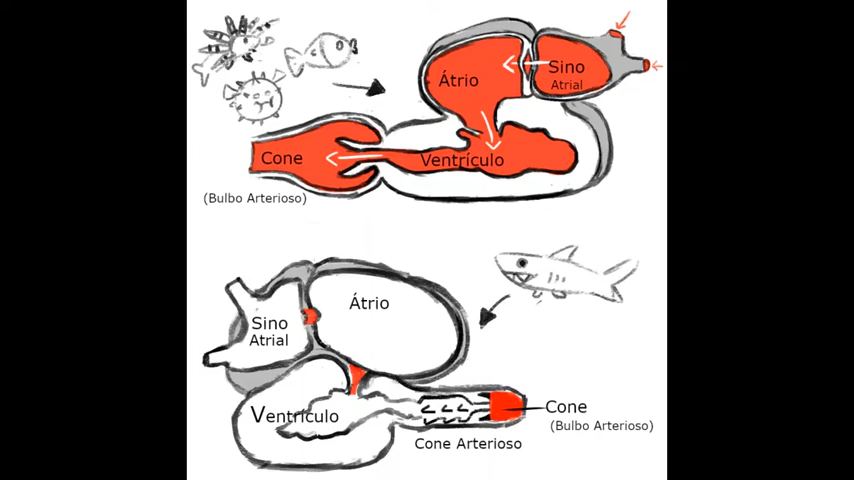 Átrio
Sino
Atrial
Cone
Ventrículo
(Bulbo Arterioso)
Átrio
Sino
Atrial
Ventrículo
Cone
(Bulbo Arterioso)
Cone Arterioso